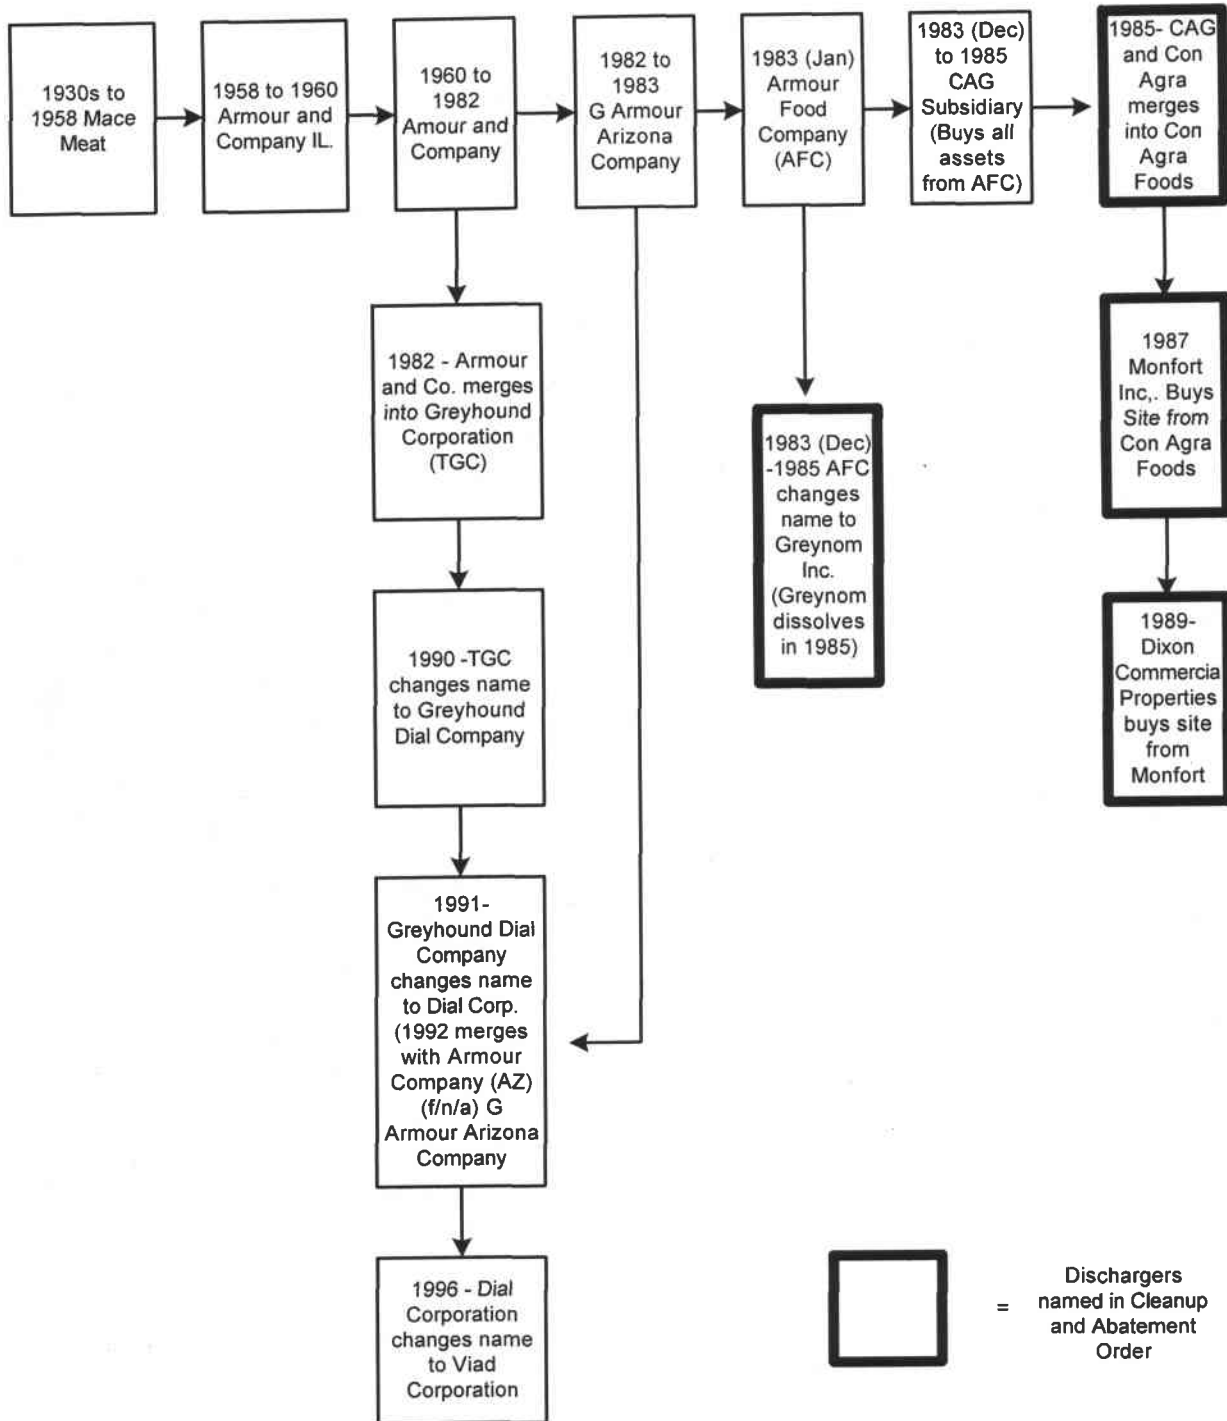 1930s to
1958 Mace
Meat
1958 to 1960
Armour and
Company IL.
1960 to
1982
Amour and
Company
1982 to
1983
G Armour
Arizona
Company
1983 (Jan)
Armour
Food
Company
(AFC)
1983 (Dec)
to 1985
CAG
Subsidiary
(Buys all
assets
from AFC)
1985- CAG
and Con
Agra
merges
into Con
Agra
Foods
1982 - Armour
and Co. merges
into Greyhound
Corporation
(TGC)
1983 (Dec)
-1985 AFC
changes
name to
Greynom
Inc.
(Greynom
dissolves
in 1985)
1987
Monfort
Inc,. Buys
Site from
Con Agra
Foods
1990 -TGC
changes name
to Greyhound
Dial Company
1989-
Dixon
Commercia
Properties
buys site
from
Monfort
1991-
Greyhound Dial
Company
changes name
to Dial Corp.
(1992 merges
with Armour
Company (AZ)
(f/n/a) G
Armour Arizona
Company
1996 - Dial
Corporation
changes name
to Viad
Corporation
=
Dischargers
named in Cleanup
and Abatement
Order